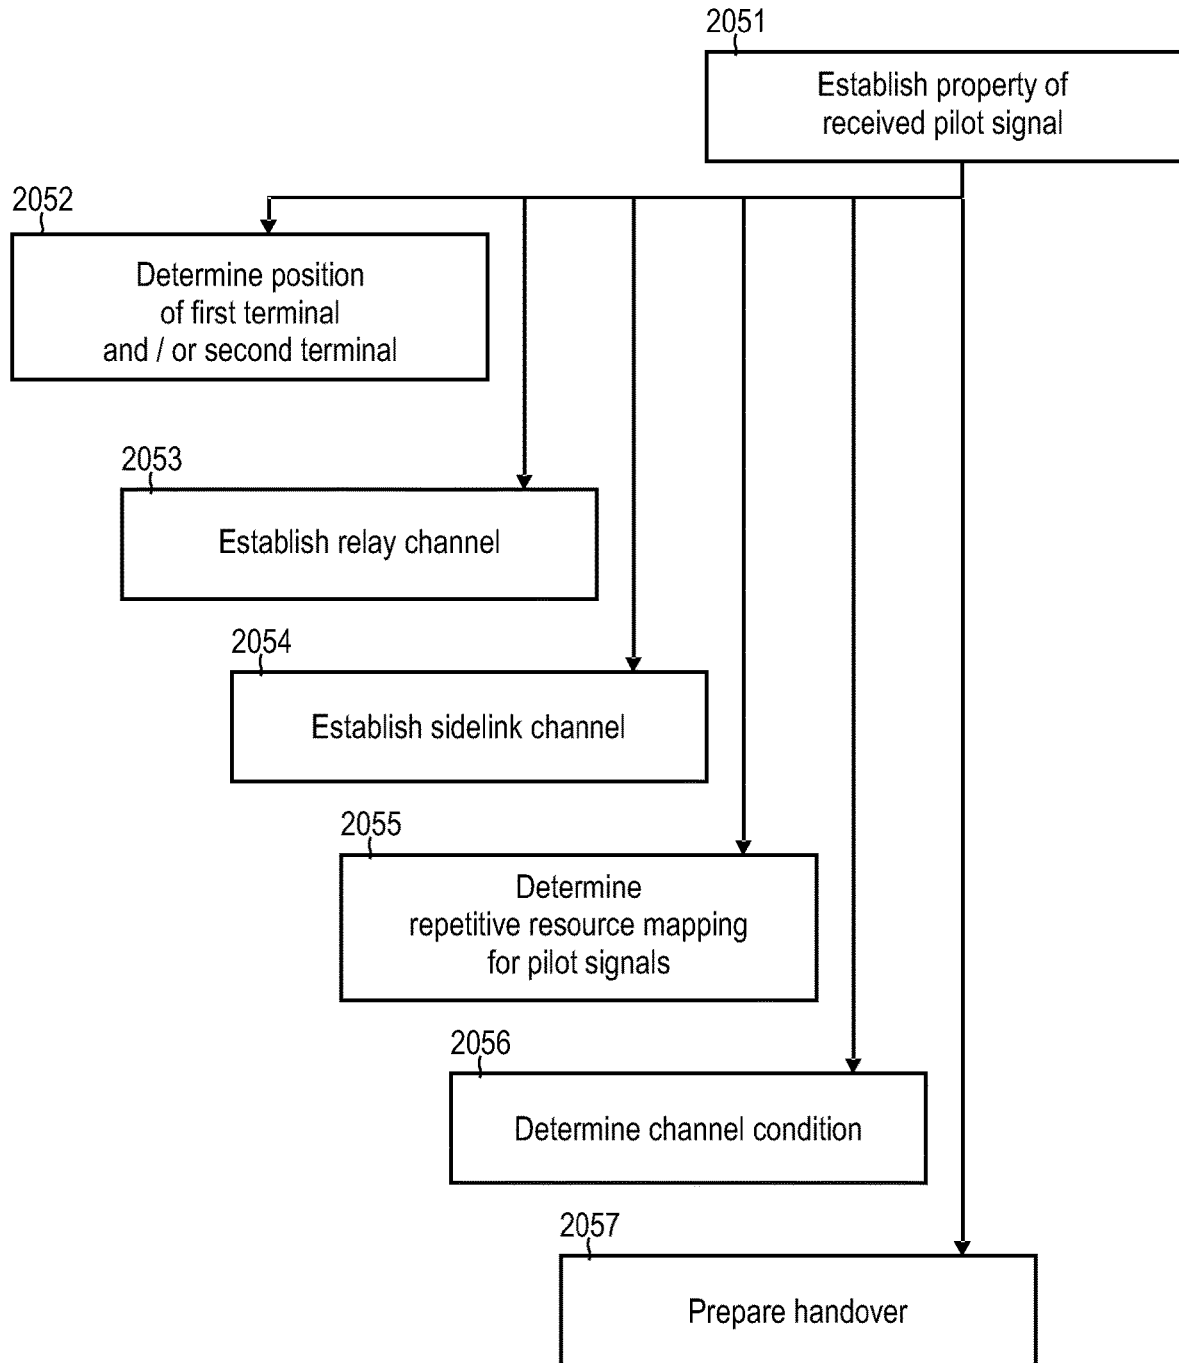 2051
Establish property of
received pilot signal
2052
Determine position
of first terminal
and / or second terminal
2053
Establish relay channel
2054
Establish sidelink channel
2055
Determine
repetitive resource mapping
for pilot signals
2056
Determine channel condition
2057
Prepare handover